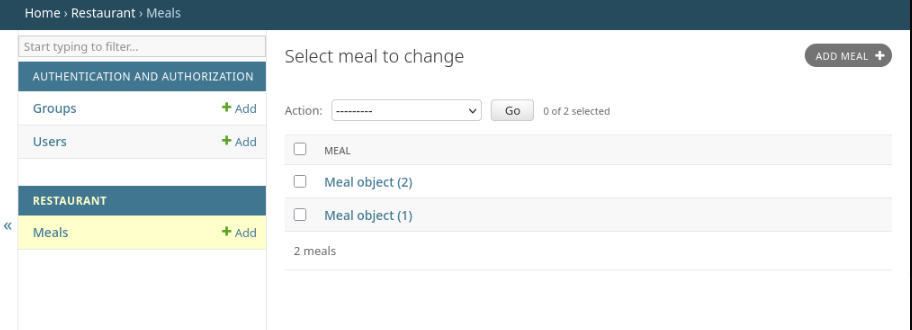 Home › Restaurant › Meals
Start typing to filter...
AUTHENTICATION AND AUTHORIZATION
Groups + Add
Users + Add
RESTAURANT
Meals + Add
«
Select meal to change
ADD MEAL +
Action: --------- Go 0 of 2 selected
MEAL
Meal object (2)
Meal object (1)
2 meals